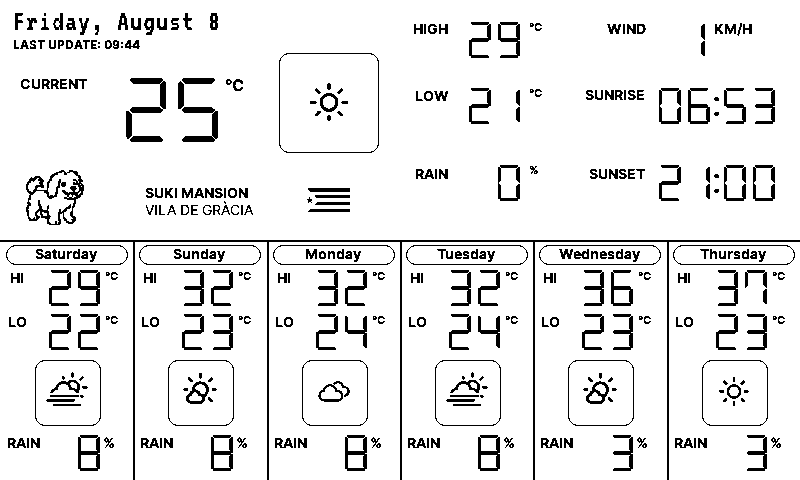 Friday, August 8
LAST UPDATE: 09:44
CURRENT 25 °C
HIGH 29 °C
LOW 21 °C
RAIN 0 %
WIND 1 KM/H
SUNRISE 06:53
SUNSET 21:00
SUKI MANSION
VILA DE GRÀCIA
Saturday
HI 29 °C
LO 22 °C
RAIN 8 %
Sunday
HI 32 °C
LO 23 °C
RAIN 8 %
Monday
HI 32 °C
LO 24 °C
RAIN 8 %
Tuesday
HI 32 °C
LO 24 °C
RAIN 8 %
Wednesday
HI 36 °C
LO 23 °C
RAIN 3 %
Thursday
HI 37 °C
LO 23 °C
RAIN 3 %